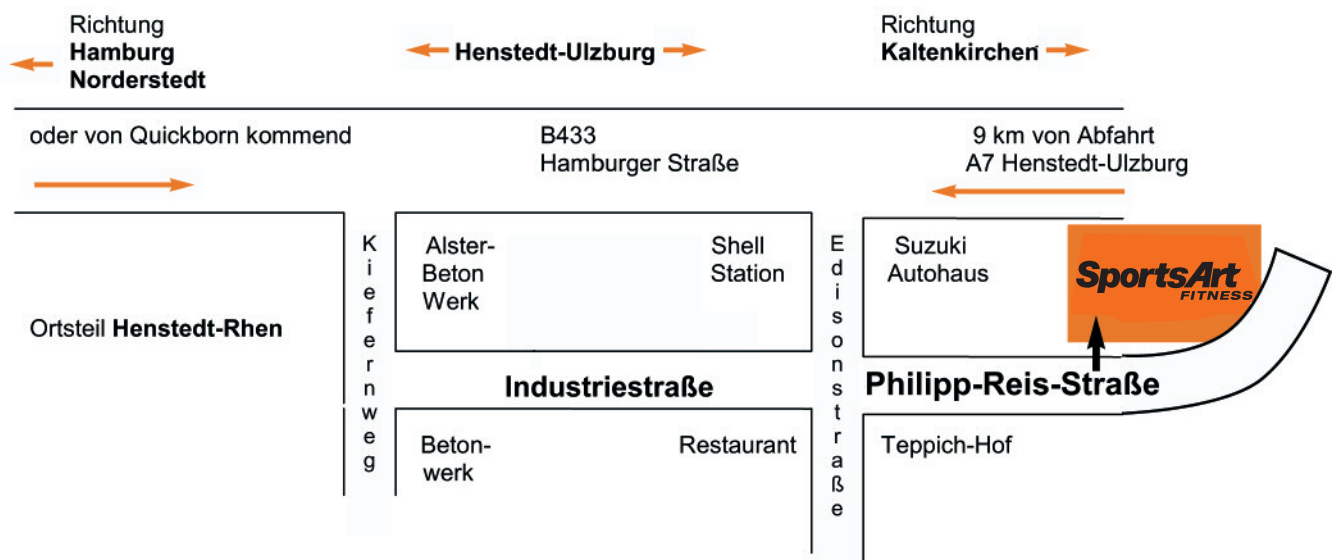 Richtung
Hamburg
Norderstedt
Henstedt-Ulzburg
Richtung
Kaltenkirchen
oder von Quickborn kommend
B433
Hamburger Straße
9 km von Abfahrt
A7 Henstedt-Ulzburg
Kiefernweg
Alster-
Beton
Werk
Shell
Station
Edisonstraße
Suzuki
Autohaus
SportsArt
FITNESS
Ortsteil Henstedt-Rhen
Industriestraße
Philipp-Reis-Straße
Beton-
werk
Restaurant
Teppich-Hof